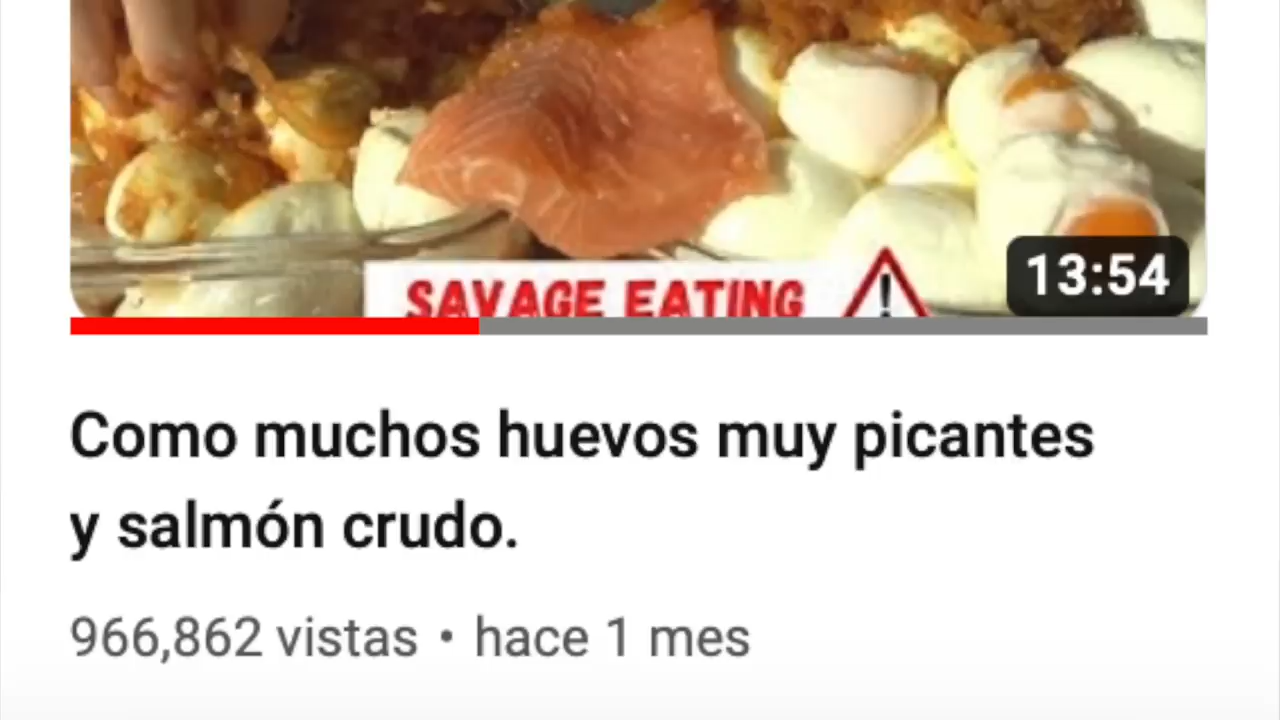 SAVAGE EATING
13:54
Como muchos huevos muy picantes
y salmón crudo.
966,862 vistas • hace 1 mes